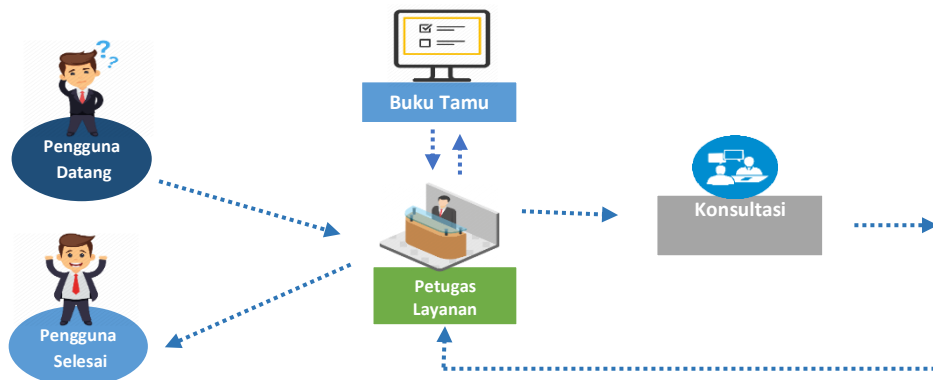 Buku Tamu
Pengguna
Datang
Konsultasi
Petugas
Layanan
Pengguna
Selesai